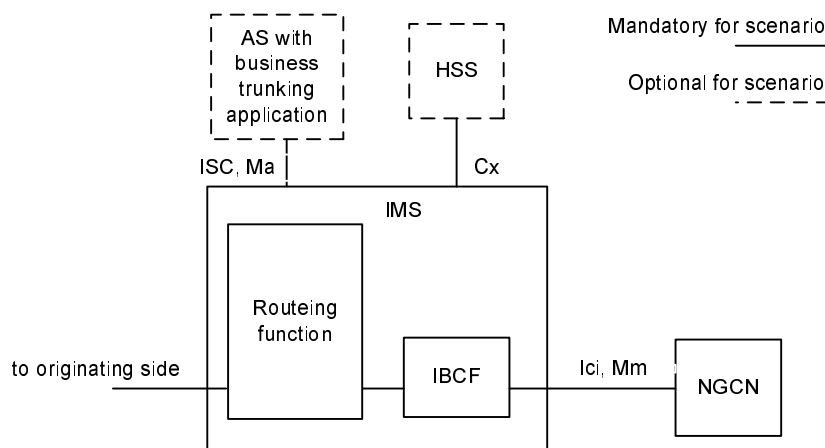 Mandatory for scenario
Optional for scenario
AS with
business
trunking
application
HSS
ISC, Ma
Cx
IMS
Routeing
function
to originating side
IBCF
Ici, Mm
NGCN